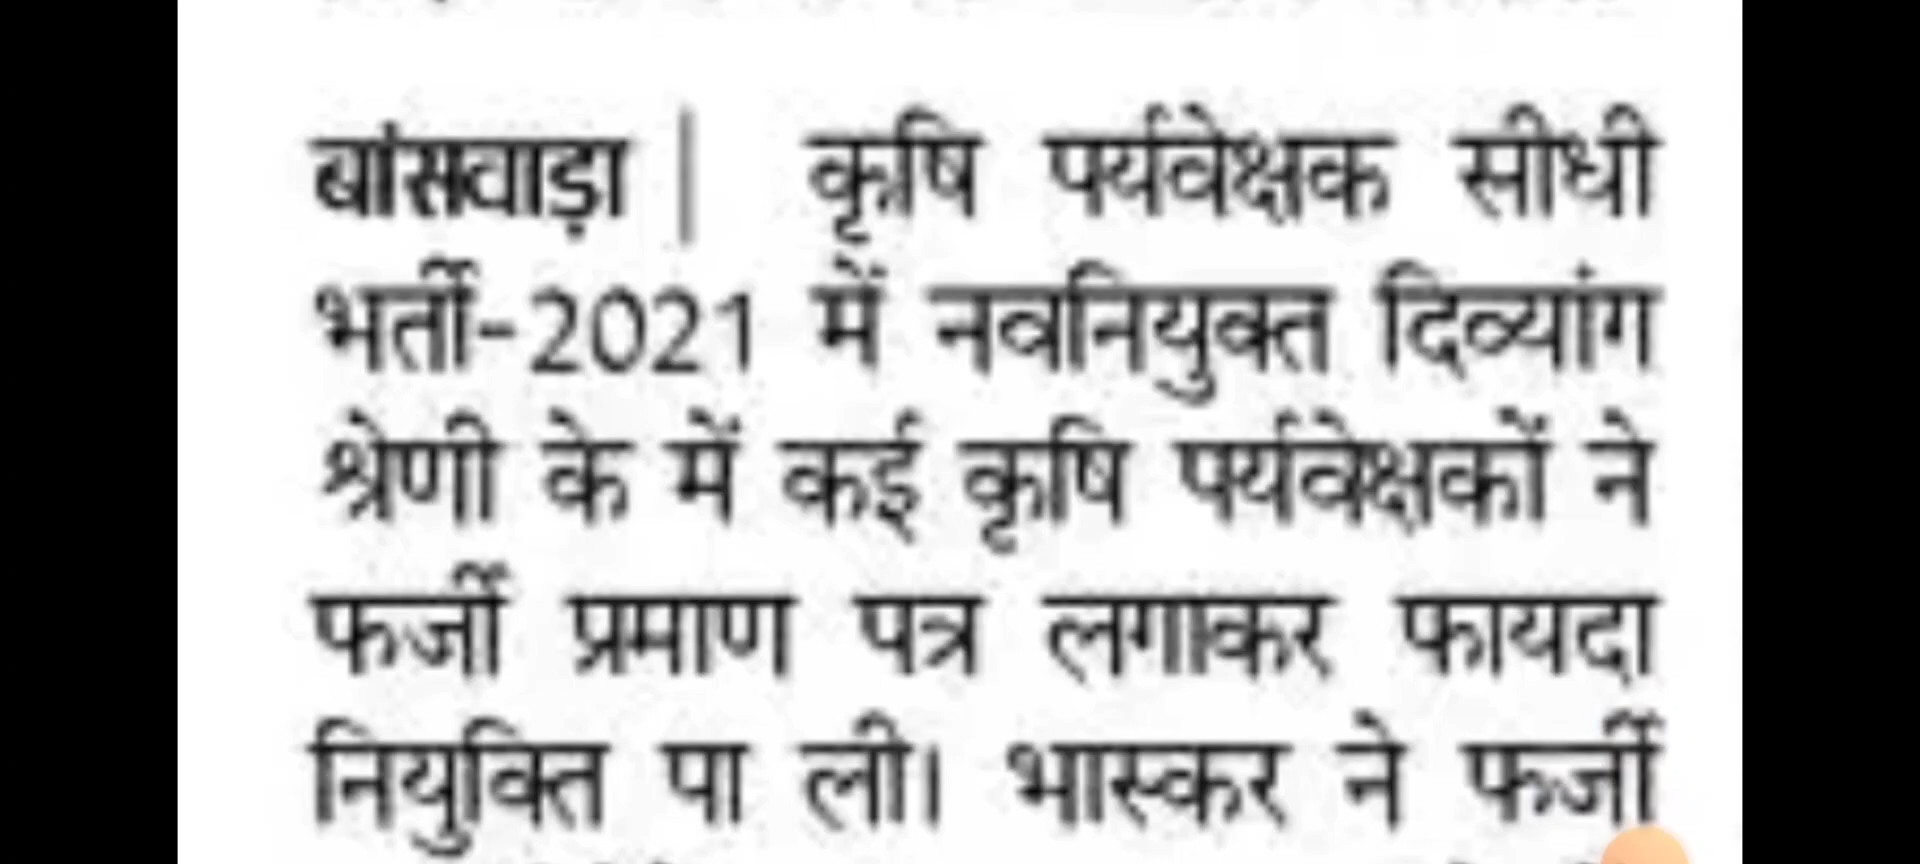 बांसवाड़ा | कृषि पर्यवेक्षक सीधी
भर्ती-2021 में नवनियुक्त दिव्यांग
श्रेणी के में कई कृषि पर्यवेक्षकों ने
फर्जी प्रमाण पत्र लगाकर फायदा
नियुक्ति पा ली। भास्कर ने फर्जी